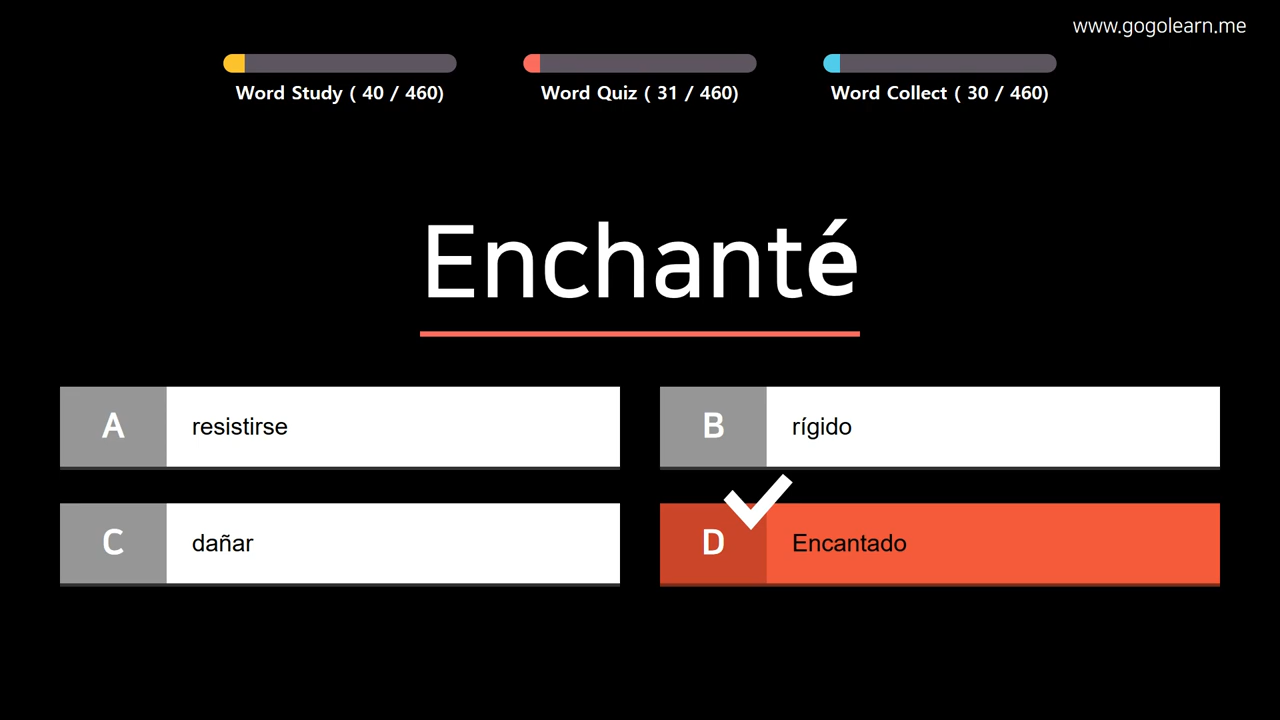 www.gogolearn.me
Word Study ( 40 / 460)
Word Quiz ( 31 / 460)
Word Collect ( 30 / 460)
Enchanté
A resistirse
B rígido
C dañar
D Encantado